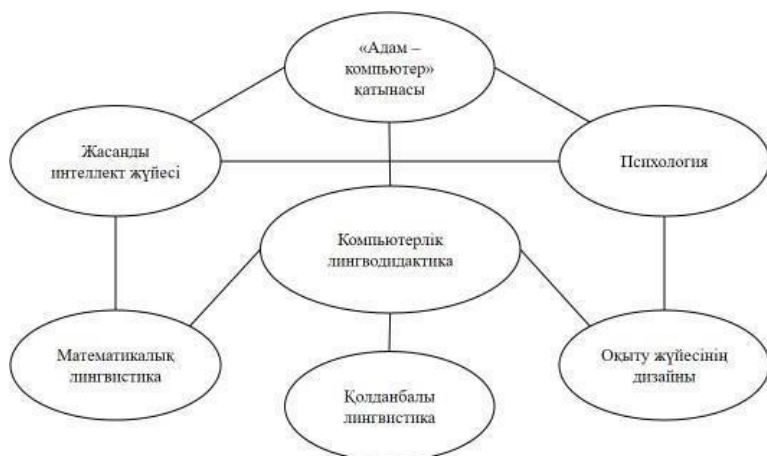 «Адам –
компьютер»
қатынасы
Жасанды
интеллект жүйесі
Психология
Компьютерлік
лингводидактика
Математикалық
лингвистика
Қолданбалы
лингвистика
Оқыту жүйесінің
дизайны